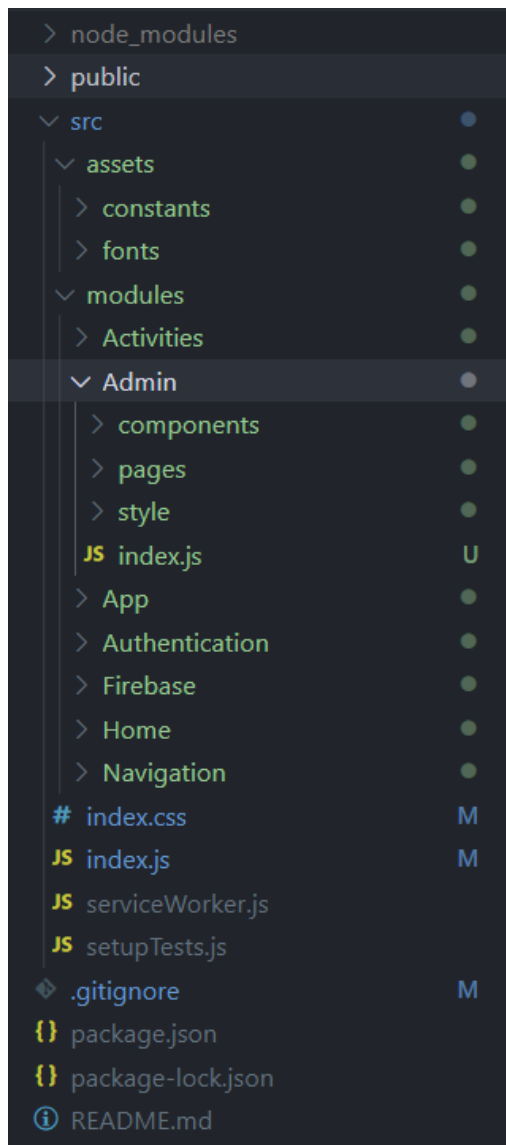 node_modules
public
src
assets
constants
fonts
modules
Activities
Admin
components
pages
style
JS index.js U
App
Authentication
Firebase
Home
Navigation
# index.css M
JS index.js M
JS serviceWorker.js
JS setupTests.js
.gitignore M
{} package.json
{} package-lock.json
README.md